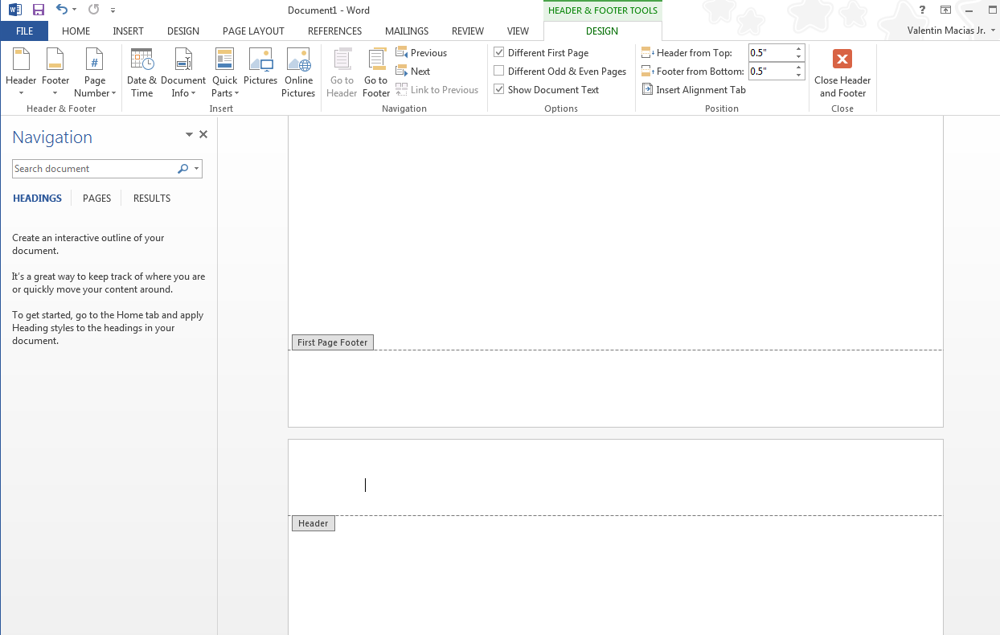 Document1 - Word
HEADER & FOOTER TOOLS
?
FILE
HOME
INSERT
DESIGN
PAGE LAYOUT
REFERENCES
MAILINGS
REVIEW
VIEW
DESIGN
Valentin Macias Jr.
Header
Footer
Page
Number
Header & Footer
Date &
Time
Document
Info
Quick
Parts
Pictures
Online
Pictures
Insert
Go to
Header
Go to
Footer
Previous
Next
Link to Previous
Navigation
Different First Page
Different Odd & Even Pages
Show Document Text
Options
Header from Top: 0.5"
Footer from Bottom: 0.5"
Insert Alignment Tab
Position
Close Header
and Footer
Close
Navigation
Search document
HEADINGS
PAGES
RESULTS
Create an interactive outline of your
document.
It's a great way to keep track of where you are
or quickly move your content around.
To get started, go to the Home tab and apply
Heading styles to the headings in your
document.
First Page Footer
Header